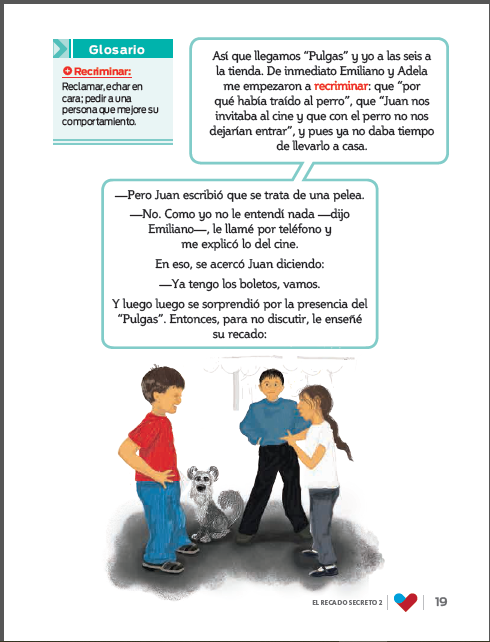 Glosario
Recriminar:
Reclamar, echar en
cara; pedir a una
persona que mejore su
comportamiento.
Así que llegamos "Pulgas" y yo a las seis a
la tienda. De inmediato Emiliano y Adela
me empezaron a recriminar: que "por
qué había traído al perro", que "Juan nos
invitaba al cine y que con el perro no nos
dejarían entrar", y pues ya no daba tiempo
de llevarlo a casa.
—Pero Juan escribió que se trata de una pelea.
—No. Como yo no le entendí nada —dijo
Emiliano—, le llamé por teléfono y
me explicó lo del cine.
En eso, se acercó Juan diciendo:
—Ya tengo los boletos, vamos.
Y luego luego se sorprendió por la presencia del
"Pulgas". Entonces, para no discutir, le enseñé
su recado:
EL RECADO SECRETO 2
19